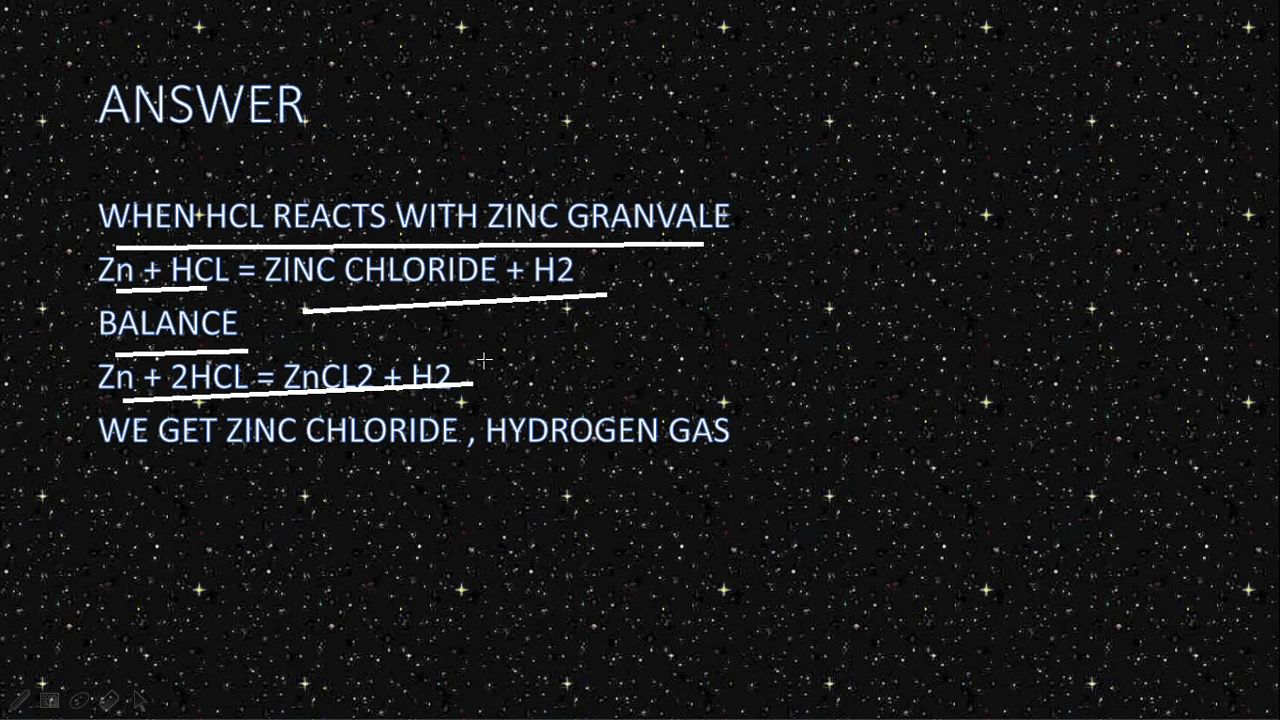 ANSWER
WHEN HCL REACTS WITH ZINC GRANVALE
Zn + HCL = ZINC CHLORIDE + H2
BALANCE
Zn + 2HCL = ZnCL2 + H2
WE GET ZINC CHLORIDE , HYDROGEN GAS